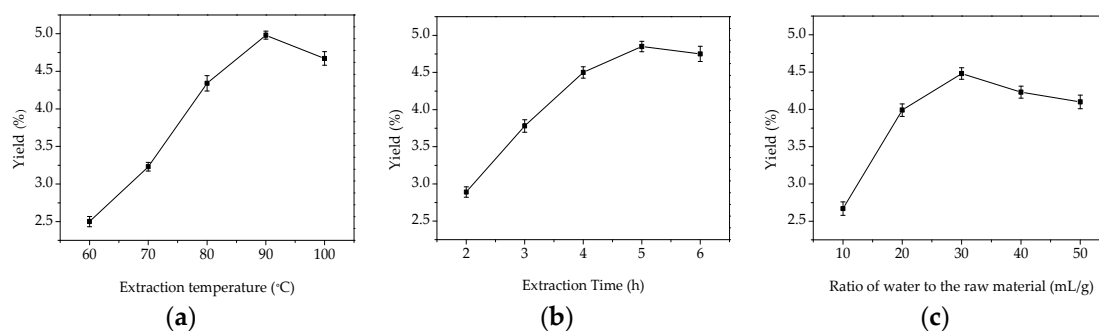 5.0
4.5
4.0
3.5
3.0
2.5
Yield (%)
60 70 80 90 100
Extraction temperature (°C)
(a)
5.0
4.5
4.0
3.5
3.0
2.5
Yield (%)
2 3 4 5 6
Extraction Time (h)
(b)
5.0
4.5
4.0
3.5
3.0
2.5
Yield (%)
10 20 30 40 50
Ratio of water to the raw material (mL/g)
(c)